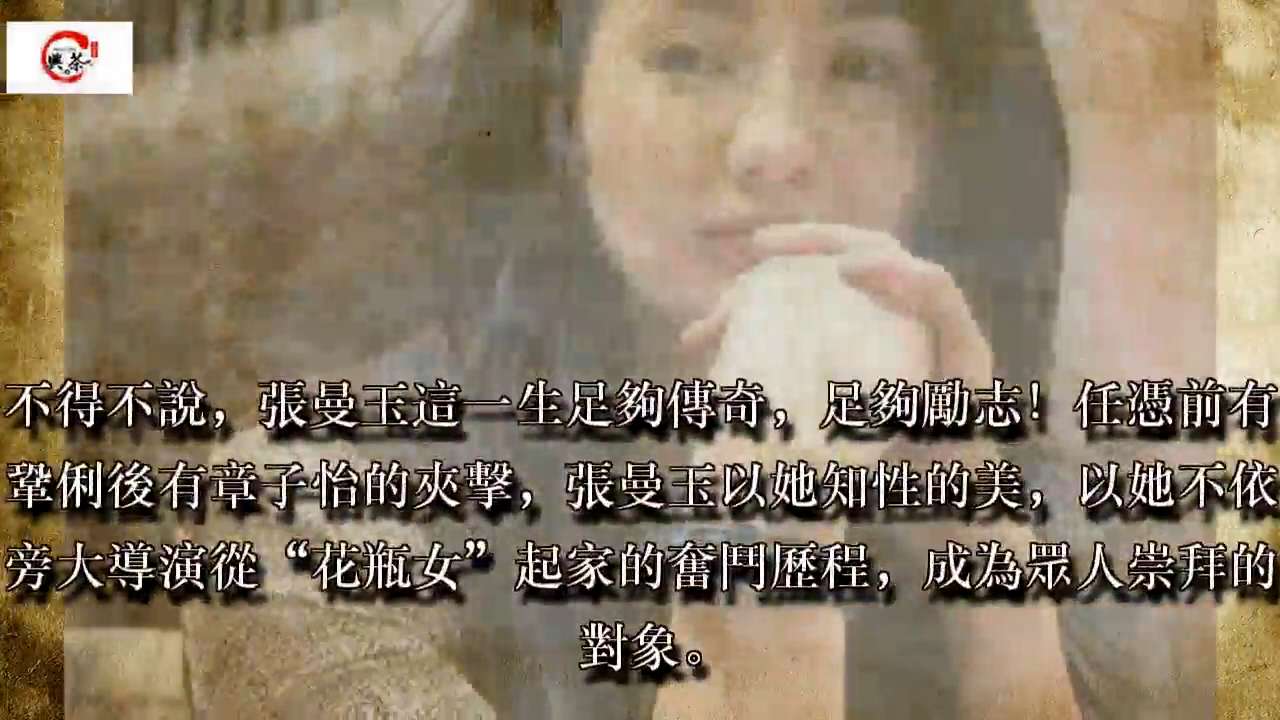 興茶
不得不說，張曼玉這一生足夠傳奇，足夠勵志！任憑前有
鞏俐後有章子怡的夾擊，張曼玉以她知性的美，以她不依
旁大導演從“花瓶女”起家的奮鬥歷程，成為眾人崇拜的
對象。